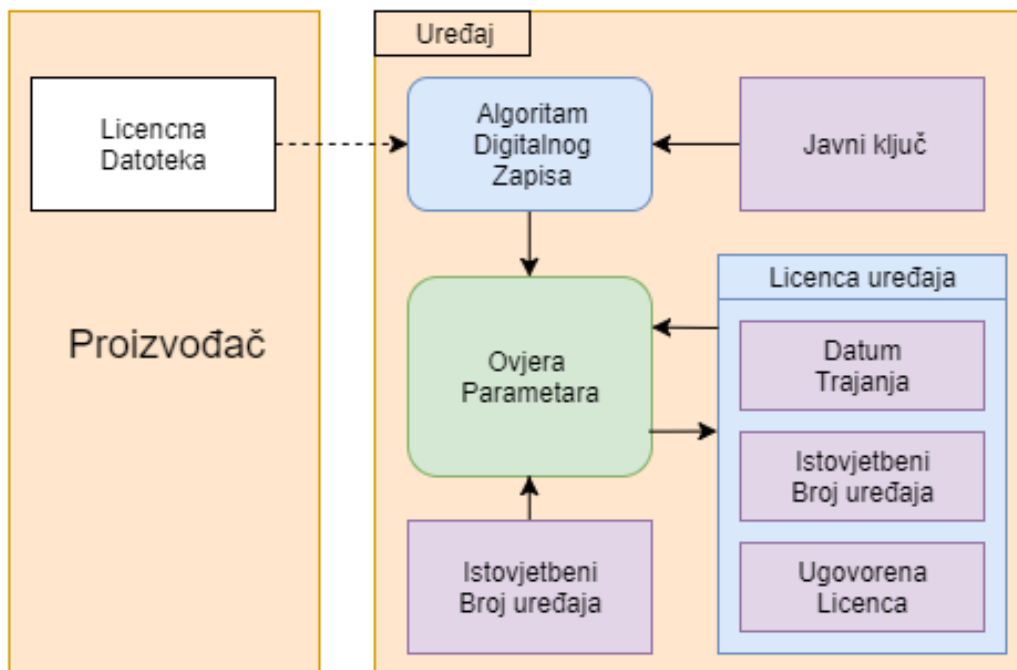 Uređaj
Licencna
Datoteka
Algoritam
Digitalnog
Zapisa
Javni ključ
Proizvođač
Ovjera
Parametara
Licenca uređaja
Datum
Trajanja
Istovjetbeni
Broj uređaja
Ugovorena
Licenca
Istovjetbeni
Broj uređaja